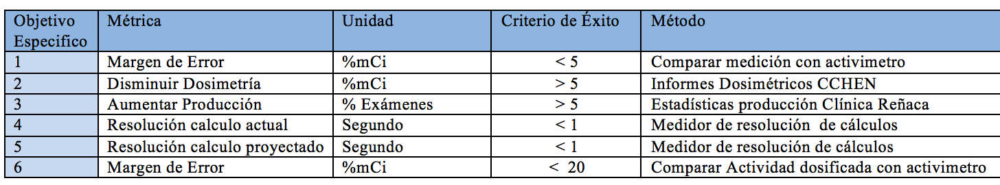 Objetivo Especifico Métrica Unidad Criterio de Éxito Método
1 Margen de Error %mCi < 5 Comparar medición con activimetro
2 Disminuir Dosimetría %mCi > 5 Informes Dosimétricos CCHEN
3 Aumentar Producción % Exámenes > 5 Estadísticas producción Clínica Reñaca
4 Resolución calculo actual Segundo < 1 Medidor de resolución de cálculos
5 Resolución calculo proyectado Segundo < 1 Medidor de resolución de cálculos
6 Margen de Error %mCi < 20 Comparar Actividad dosificada con activimetro